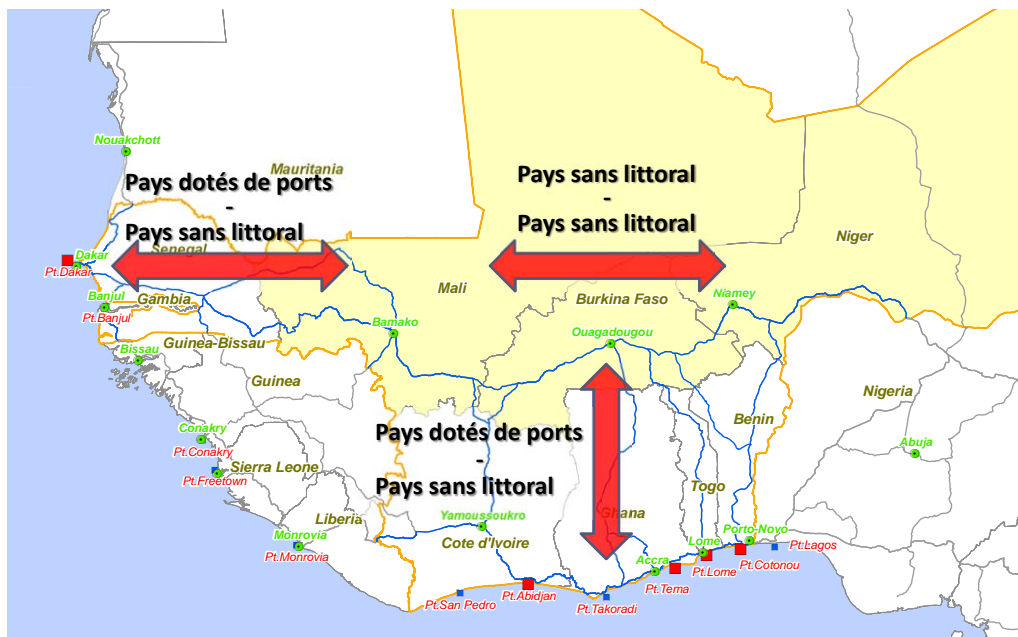 Nouakchott
Mauritania
Pays dotés de ports
-
Pays sans littoral
Pays sans littoral
-
Pays sans littoral
Senegal
Niger
Dakar
Pt.Dakar
Mali
Banjul
Gambia
Pt.Banjul
Burkina Faso
Niamey
Bamako
Ouagadougou
Guinea-Bissau
Bissau
Guinea
Nigeria
Benin
Conakry
Pt.Conakry
Pays dotés de ports
-
Pays sans littoral
Abuja
Sierra Leone
Pt.Freetown
Togo
Liberia
Yamoussoukro
Ghana
Monrovia
Pt.Monrovia
Cote d'Ivoire
Porto-Novo
Lome
Pt.Lagos
Accra
Pt.Cotonou
Pt.Lome
Pt.Tema
Pt.San Pedro
Pt.Abidjan
Pt.Takoradi